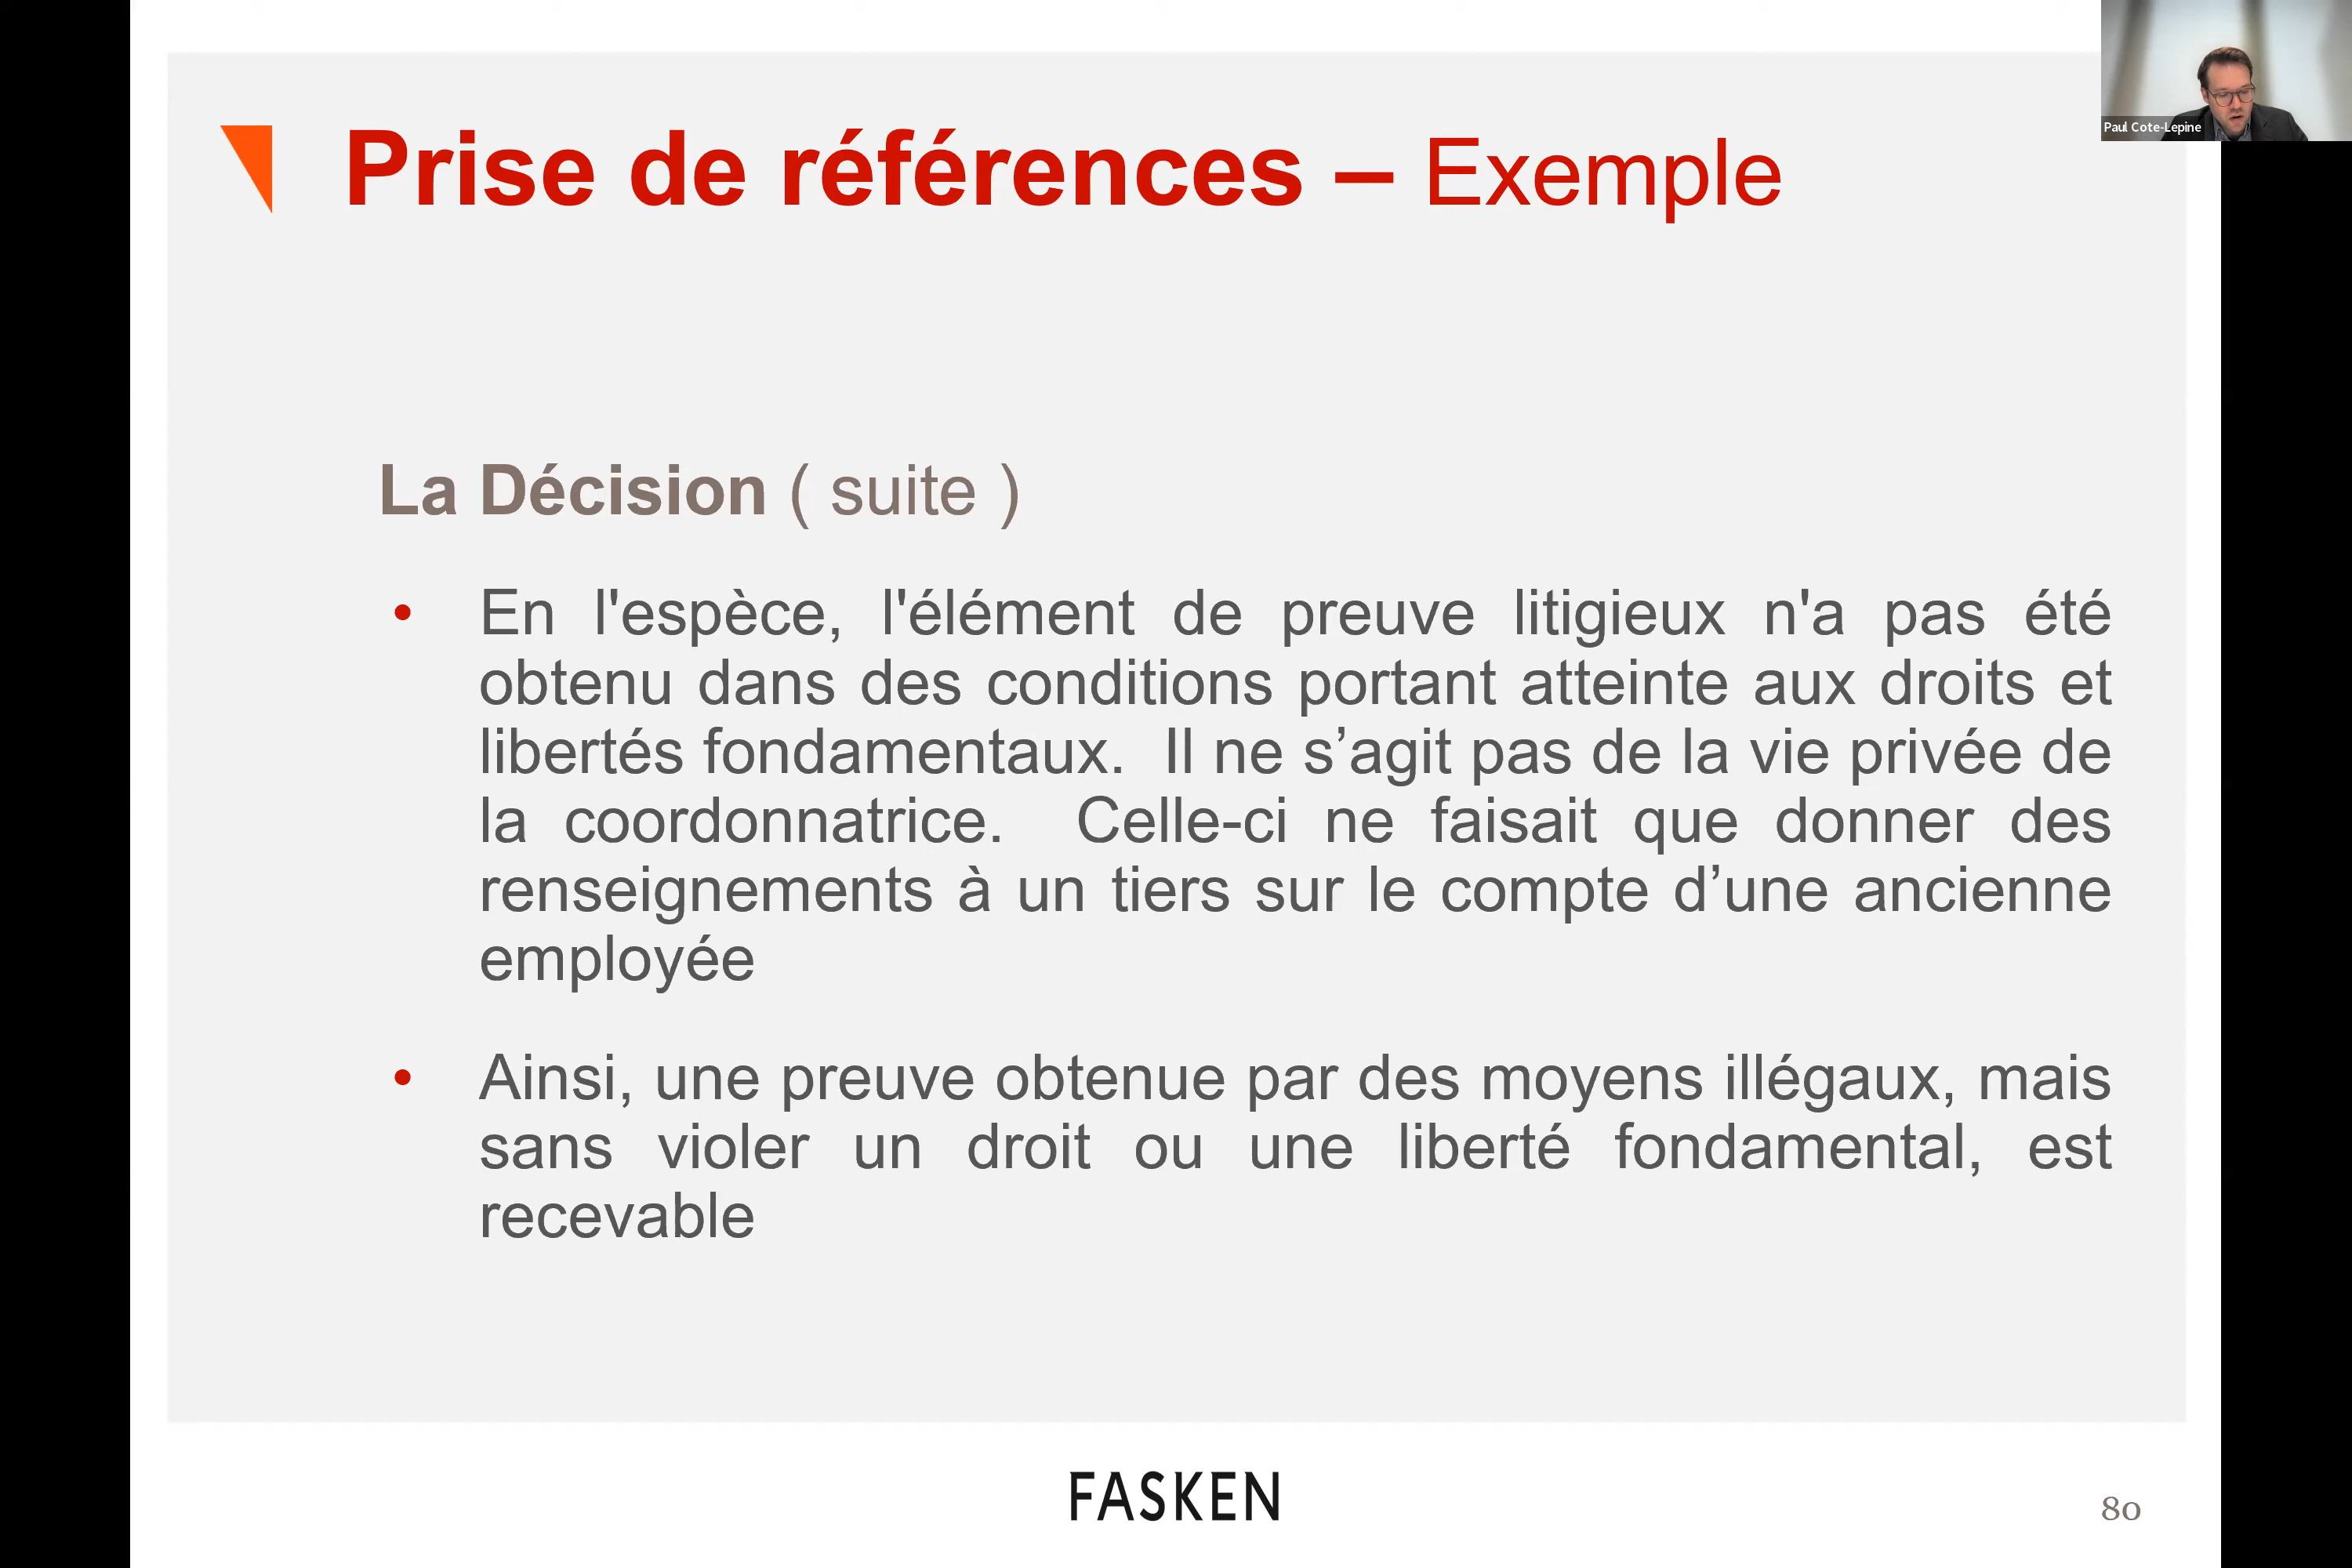 Paul Cote-Lepine
Prise de références – Exemple
La Décision ( suite )
• En l'espèce, l'élément de preuve litigieux n'a pas été
obtenu dans des conditions portant atteinte aux droits et
libertés fondamentaux. Il ne s’agit pas de la vie privée de
la coordonnatrice. Celle-ci ne faisait que donner des
renseignements à un tiers sur le compte d’une ancienne
employée
• Ainsi, une preuve obtenue par des moyens illégaux, mais
sans violer un droit ou une liberté fondamental, est
recevable
FASKEN
80